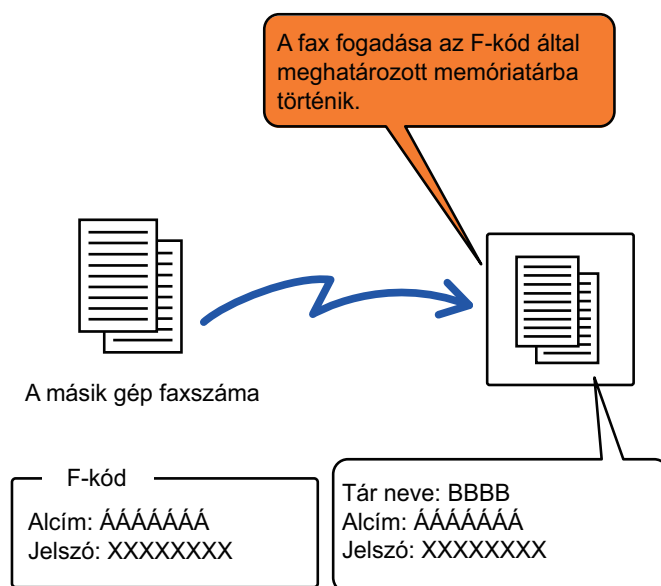 A fax fogadása az F-kód által
meghatározott memóriatárba
történik.
A másik gép faxszáma
F-kód
Alcím: ÁÁÁÁÁÁÁ
Jelszó: XXXXXXXX
Tár neve: BBBB
Alcím: ÁÁÁÁÁÁÁ
Jelszó: XXXXXXXX